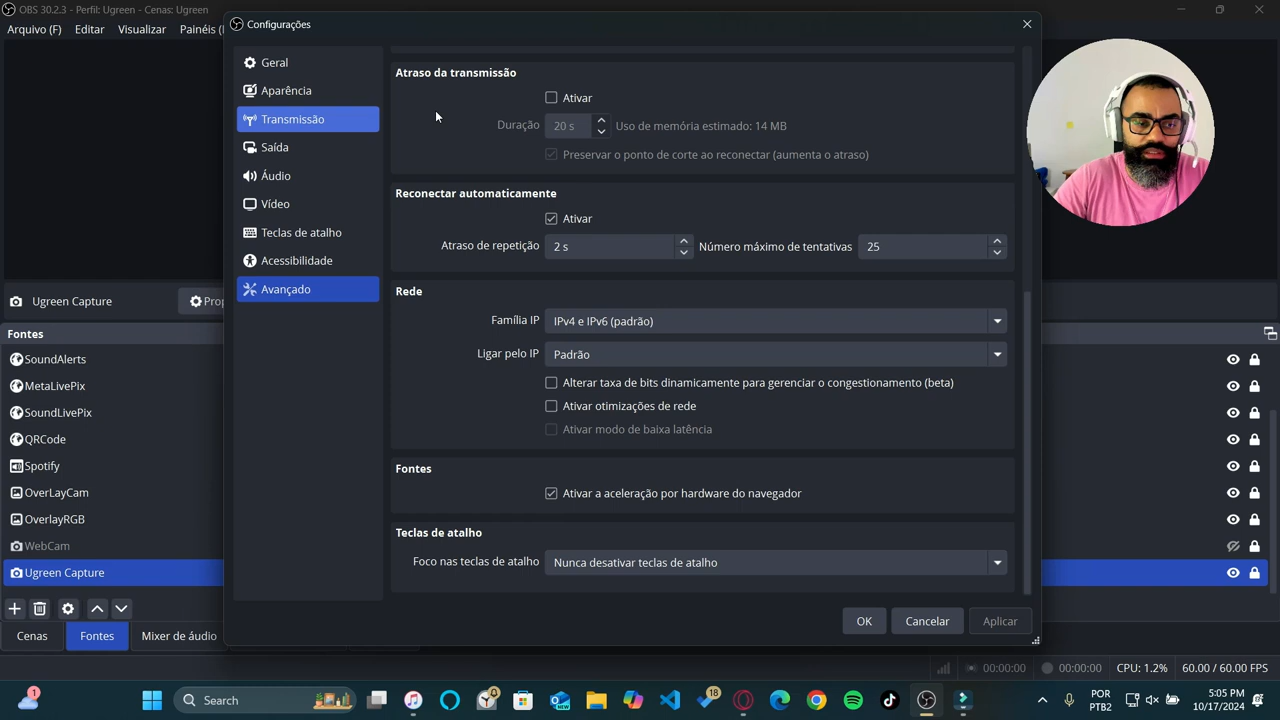 OBS 30.2.3 - Perfil: Ugreen - Cenas: Ugreen
Arquivo (F) Editar Visualizar Painéis (
Configurações
Geral
Aparência
Transmissão
Saída
Áudio
Vídeo
Teclas de atalho
Acessibilidade
Avançado
Atraso da transmissão
Ativar
Duração 20 s Uso de memória estimado: 14 MB
Preservar o ponto de corte ao reconectar (aumenta o atraso)
Reconectar automaticamente
Ativar
Atraso de repetição 2 s Número máximo de tentativas 25
Rede
Família IP IPv4 e IPv6 (padrão)
Ligar pelo IP Padrão
Alterar taxa de bits dinamicamente para gerenciar o congestionamento (beta)
Ativar otimizações de rede
Ativar modo de baixa latência
Fontes
Ativar a aceleração por hardware do navegador
Teclas de atalho
Foco nas teclas de atalho Nunca desativar teclas de atalho
OK Cancelar Aplicar
Ugreen Capture Prop
Fontes
SoundAlerts
MetaLivePix
SoundLivePix
QRCode
Spotify
OverLayCam
OverlayRGB
WebCam
Ugreen Capture
Cenas Fontes Mixer de áudio
00:00:00 00:00:00 CPU: 1.2% 60.00 / 60.00 FPS
1 Search 18 POR 5:05 PM
PTB2 10/17/2024